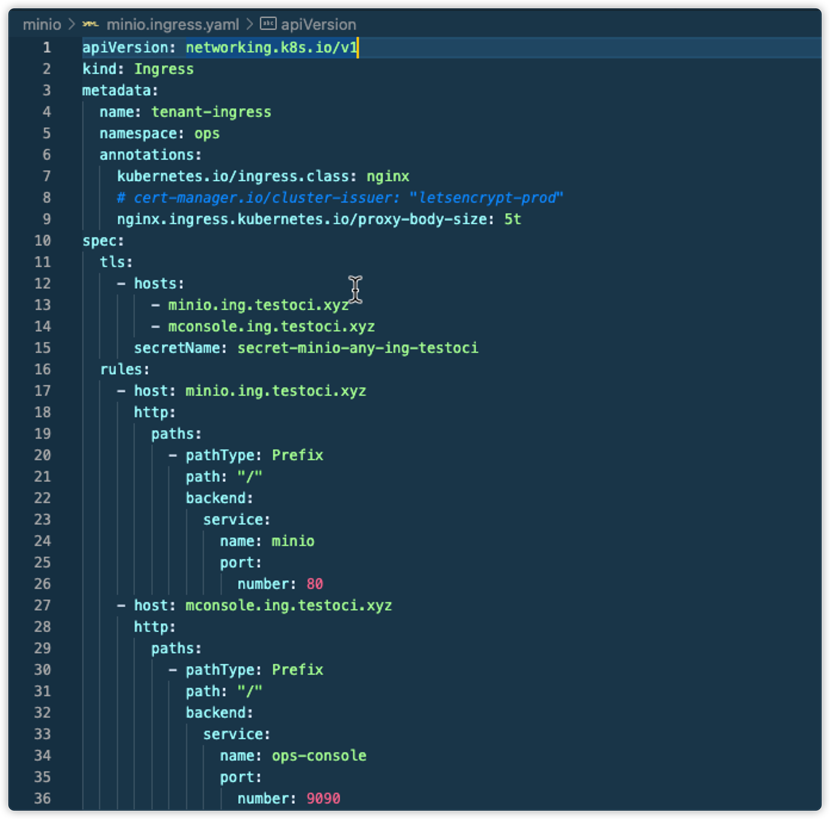 minio > minio.ingress.yaml > abc apiVersion
1 apiVersion: networking.k8s.io/v1
2 kind: Ingress
3 metadata:
4   name: tenant-ingress
5   namespace: ops
6   annotations:
7     kubernetes.io/ingress.class: nginx
8     # cert-manager.io/cluster-issuer: "letsencrypt-prod"
9     nginx.ingress.kubernetes.io/proxy-body-size: 5t
10 spec:
11   tls:
12     - hosts:
13         - minio.ing.testoci.xyz
14         - mconsole.ing.testoci.xyz
15       secretName: secret-minio-any-ing-testoci
16   rules:
17     - host: minio.ing.testoci.xyz
18       http:
19         paths:
20           - pathType: Prefix
21             path: "/"
22             backend:
23               service:
24                 name: minio
25                 port:
26                   number: 80
27     - host: mconsole.ing.testoci.xyz
28       http:
29         paths:
30           - pathType: Prefix
31             path: "/"
32             backend:
33               service:
34                 name: ops-console
35                 port:
36                   number: 9090